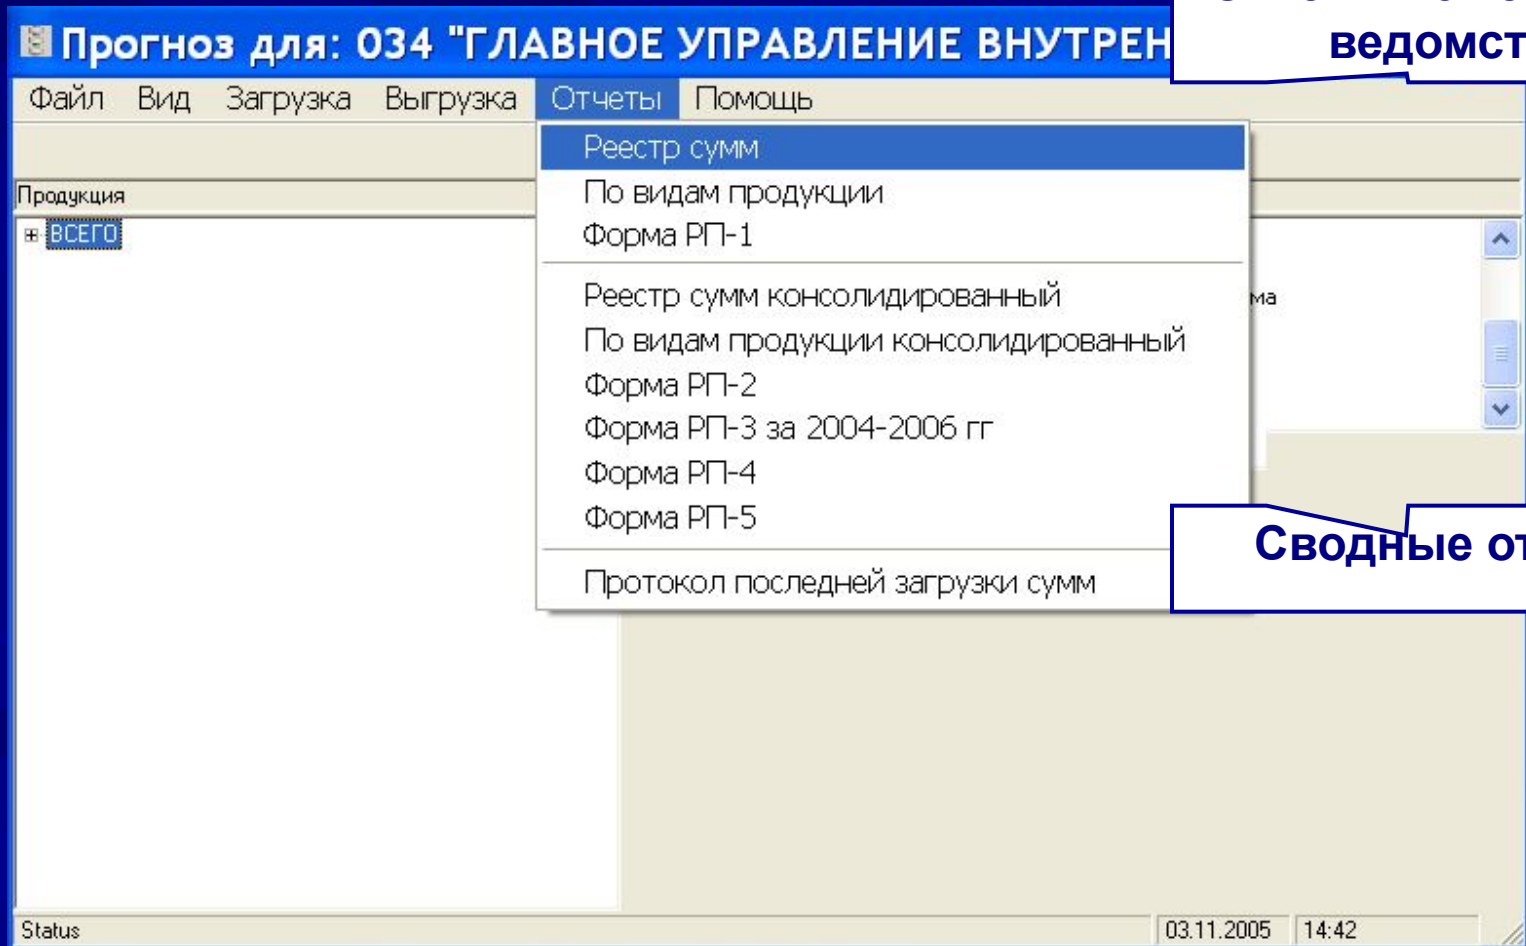 Прогноз для: 034 "ГЛАВНОЕ УПРАВЛЕНИЕ ВНУТРЕН
ведомст
Файл Вид Загрузка Выгрузка Отчеты Помощь
Реестр сумм
По видам продукции
Форма РП-1
Реестр сумм консолидированный
По видам продукции консолидированный
Форма РП-2
Форма РП-3 за 2004-2006 гг
Форма РП-4
Форма РП-5
Протокол последней загрузки сумм
Продукция
ВСЕГО
ма
Сводные от
Status 03.11.2005 14:42